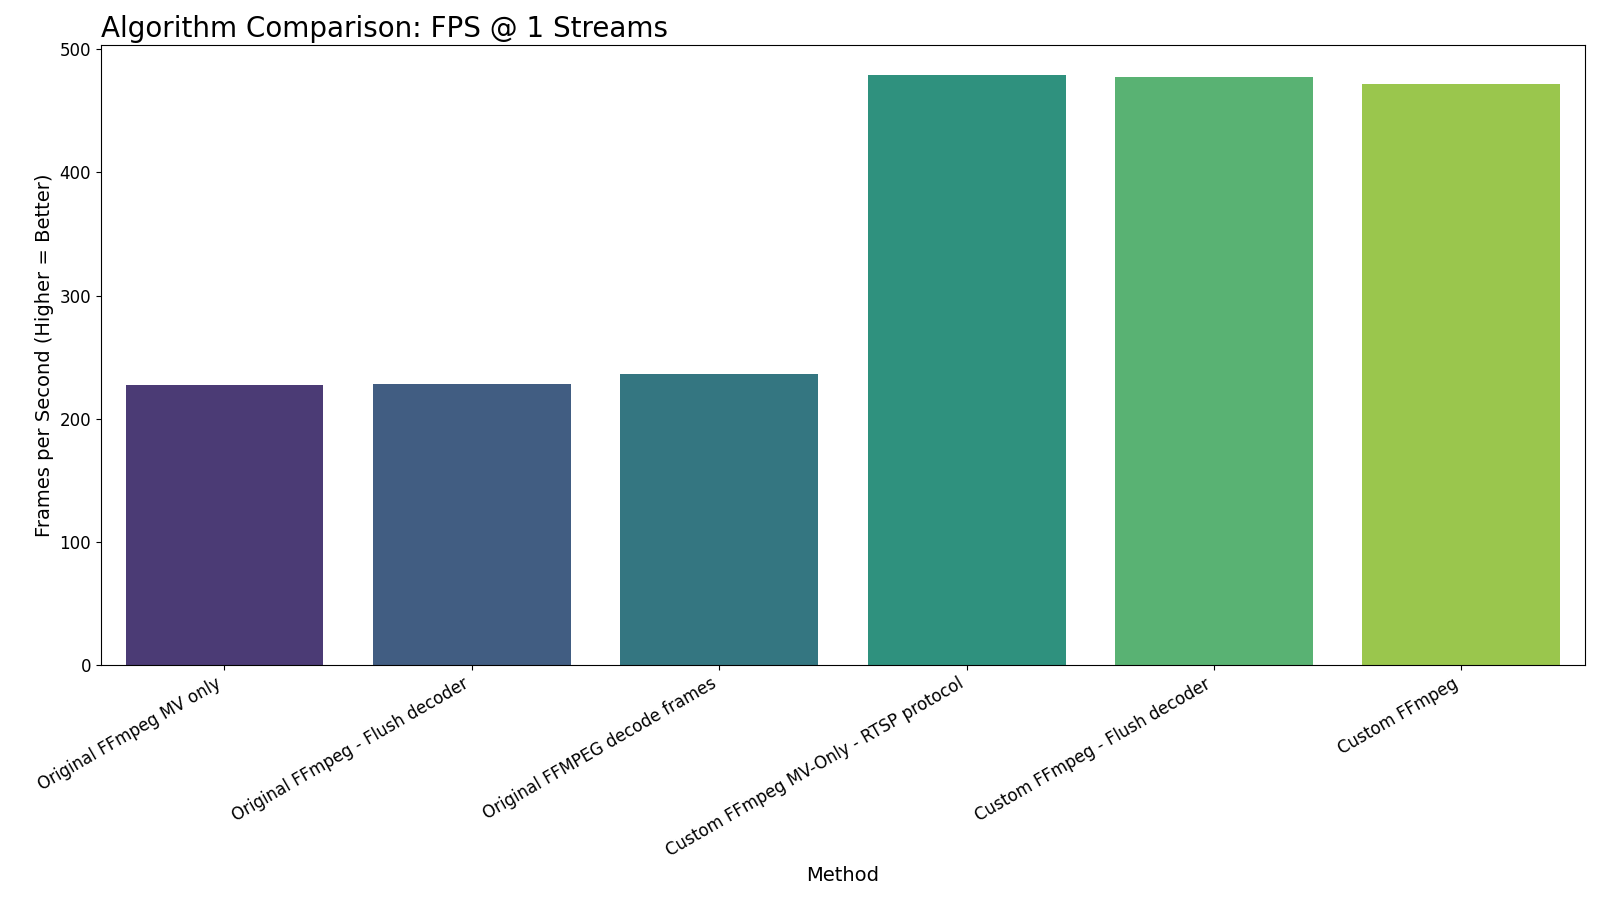 Algorithm Comparison: FPS @ 1 Streams
Frames per Second (Higher = Better)
500
400
300
200
100
0
Original FFmpeg MV only
Original FFmpeg - Flush decoder
Original FFMPEG decode frames
Custom FFmpeg MV-Only - RTSP protocol
Custom FFmpeg - Flush decoder
Custom FFmpeg
Method